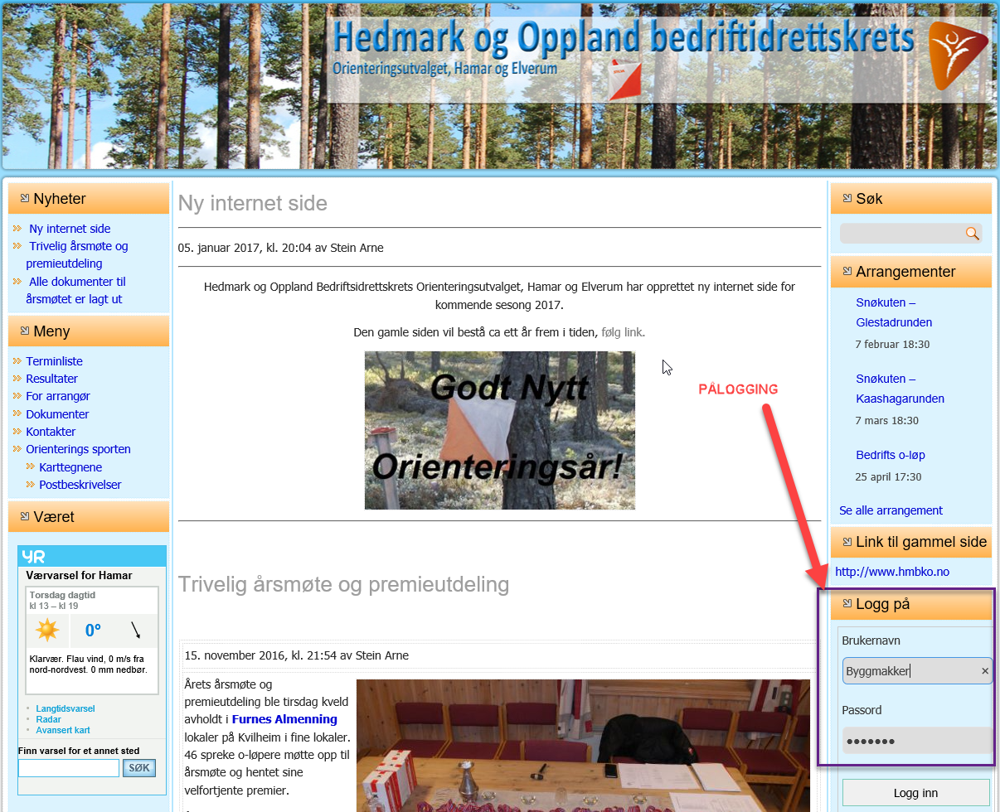 Hedmark og Oppland bedriftidrettskrets
Orienteringsutvalget, Hamar og Elverum
Nyheter
Ny internet side
Trivelig årsmøte og
premieutdeling
Alle dokumenter til
årsmøtet er lagt ut
Meny
Terminliste
Resultater
For arrangør
Dokumenter
Kontakter
Orienterings sporten
Karttegnene
Postbeskrivelser
Været
YR
Værvarsel for Hamar
Torsdag dagtid
kl 13 – kl 19
0°
Klarvær. Flau vind, 0 m/s fra
nord-nordvest. 0 mm nedbør.
Langtidsvarsel
Radar
Avansert kart
Finn varsel for et annet sted
SØK
Ny internet side
05. januar 2017, kl. 20:04 av Stein Arne
Hedmark og Oppland Bedriftsidrettskrets Orienteringsutvalget, Hamar og Elverum har opprettet ny internet side for
kommende sesong 2017.
Den gamle siden vil bestå ca ett år frem i tiden, følg link.
Godt Nytt
Orienteringsår!
PÅLOGGING
Trivelig årsmøte og premieutdeling
15. november 2016, kl. 21:54 av Stein Arne
Årets årsmøte og
premieutdeling ble tirsdag kveld
avholdt i Furnes Almenning
lokaler på Kvilheim i fine lokaler.
46 spreke o-løpere møtte opp til
årsmøte og hentet sine
velfortjente premier.
Søk
Arrangementer
Snøkuten –
Glestadrunden
7 februar 18:30
Snøkuten –
Kaashagarunden
7 mars 18:30
Bedrifts o-løp
25 april 17:30
Se alle arrangement
Link til gammel side
http://www.hmbko.no
Logg på
Brukernavn
Byggmakker
Passord
•••••••
Logg inn